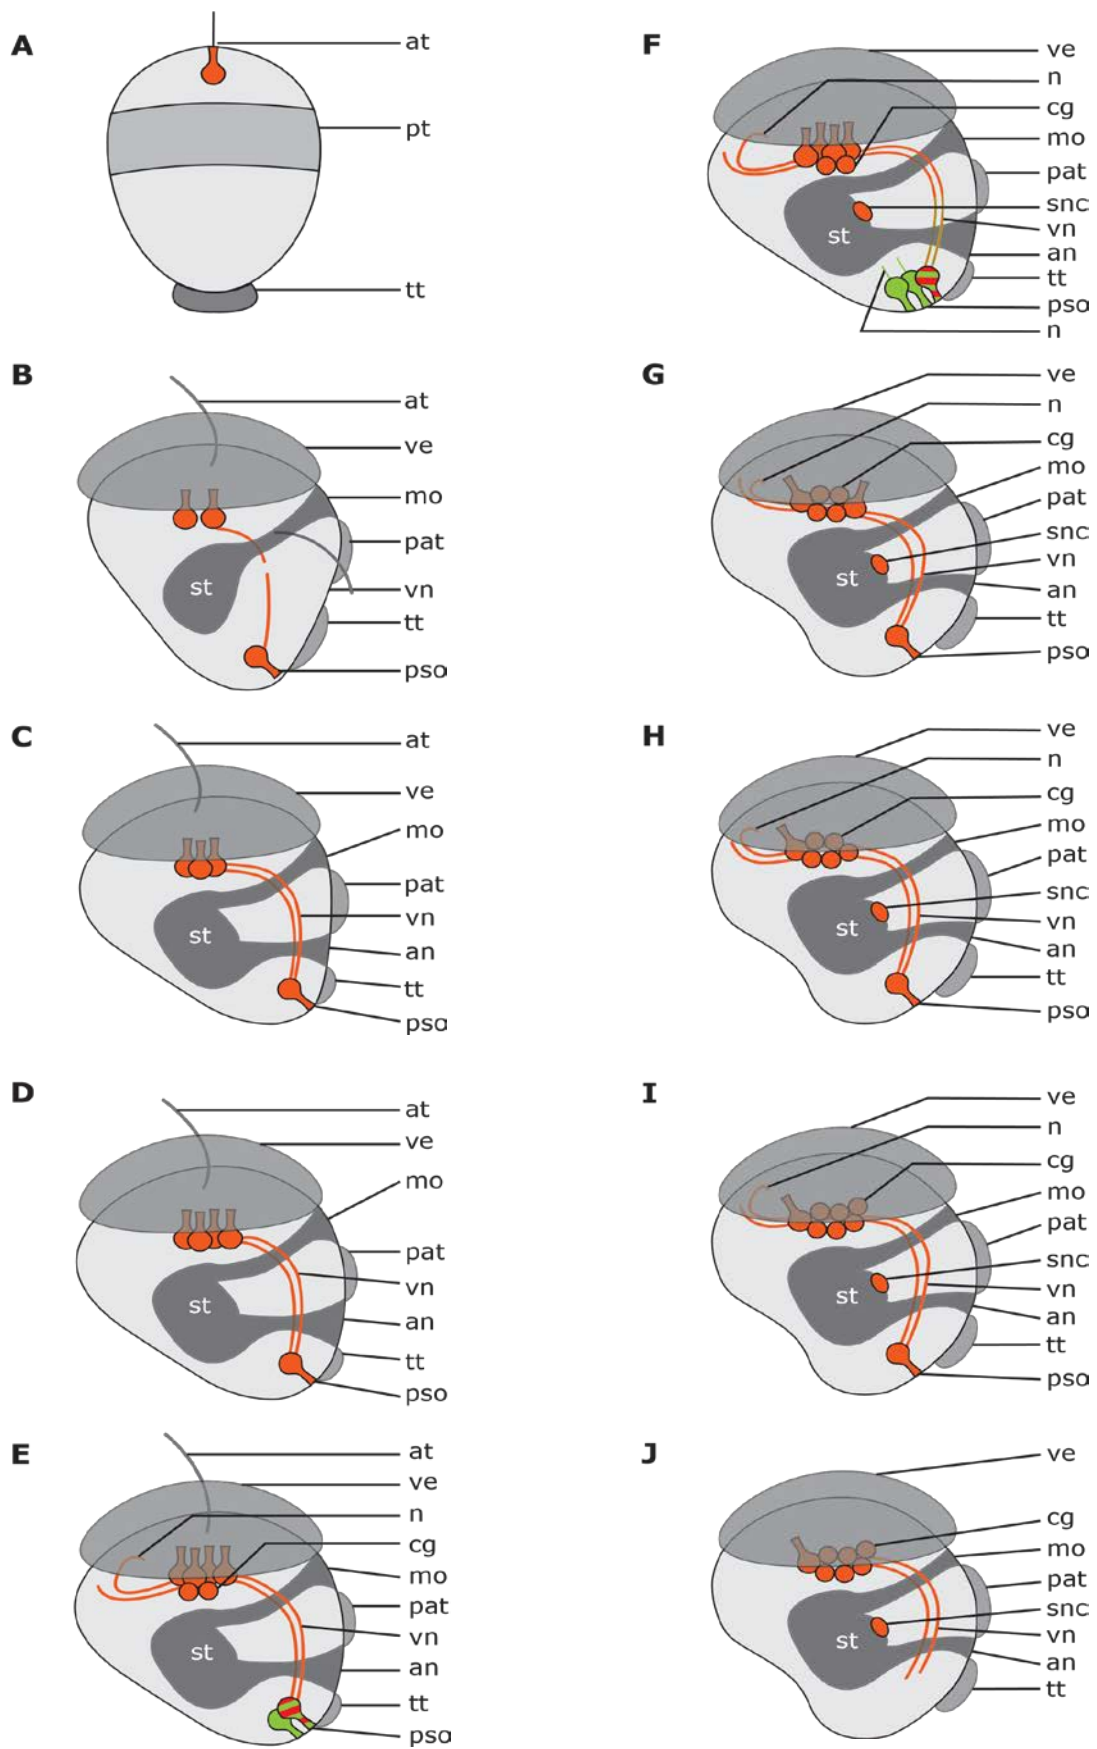 A
at
pt
tt
B
at
ve
mo
pat
vn
tt
pso
st
C
at
ve
mo
pat
vn
an
tt
pso
st
D
at
ve
mo
pat
vn
an
tt
pso
st
E
at
ve
n
cg
mo
pat
vn
an
tt
pso
st
F
ve
n
cg
mo
pat
snc
vn
an
tt
pso
n
st
G
ve
n
cg
mo
pat
snc
vn
an
tt
pso
st
H
ve
n
cg
mo
pat
snc
vn
an
tt
pso
st
I
ve
n
cg
mo
pat
snc
vn
an
tt
pso
st
J
ve
cg
mo
pat
snc
vn
an
tt
st